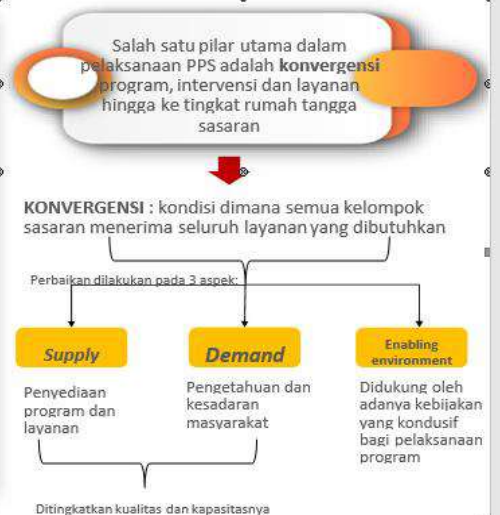 Salah satu pilar utama dalam
pelaksanaan PPS adalah konvergensi
program, intervensi dan layanan
hingga ke tingkat rumah tangga
sasaran
KONVERGENSI : kondisi dimana semua kelompok
sasaran menerima seluruh layanan yang dibutuhkan
Perbaikan dilakukan pada 3 aspek:
Supply
Penyediaan
program dan
layanan
Demand
Pengetahuan dan
kesadaran
masyarakat
Enabling
environment
Didukung oleh
adanya kebijakan
yang kondusif
bagi pelaksanaan
program
Ditingkatkan kualitas dan kapasitasnya